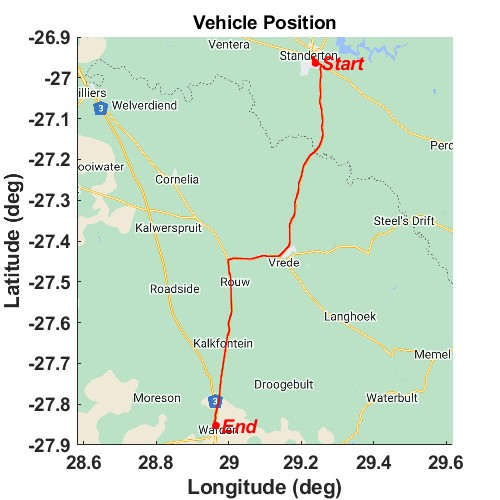 Vehicle Position
-26.9
-27
-27.1
-27.2
-27.3
-27.4
-27.5
-27.6
-27.7
-27.8
-27.9
Latitude (deg)
Ventera
Standerton
Start
illiers
3
Welverdiend
Perd
ooiwater
Cornelia
Steel's Drift
Kalwerspruit
Vrede
Rouw
Roadside
Langhoek
Kalkfontein
Memel
Droogebult
Moreson
3
Waterbult
Warden
End
28.6
28.8
29
29.2
29.4
29.6
Longitude (deg)